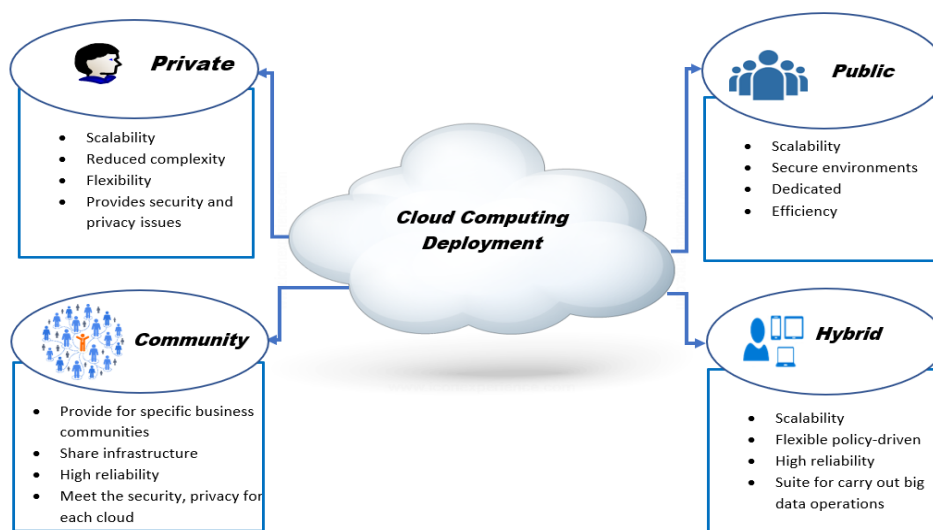 Private
• Scalability
• Reduced complexity
• Flexibility
• Provides security and
privacy issues
Public
• Scalability
• Secure environments
• Dedicated
• Efficiency
Cloud Computing
Deployment
Community
• Provide for specific business
communities
• Share infrastructure
• High reliability
• Meet the security, privacy for
each cloud
Hybrid
• Scalability
• Flexible policy-driven
• High reliability
• Suite for carry out big
data operations